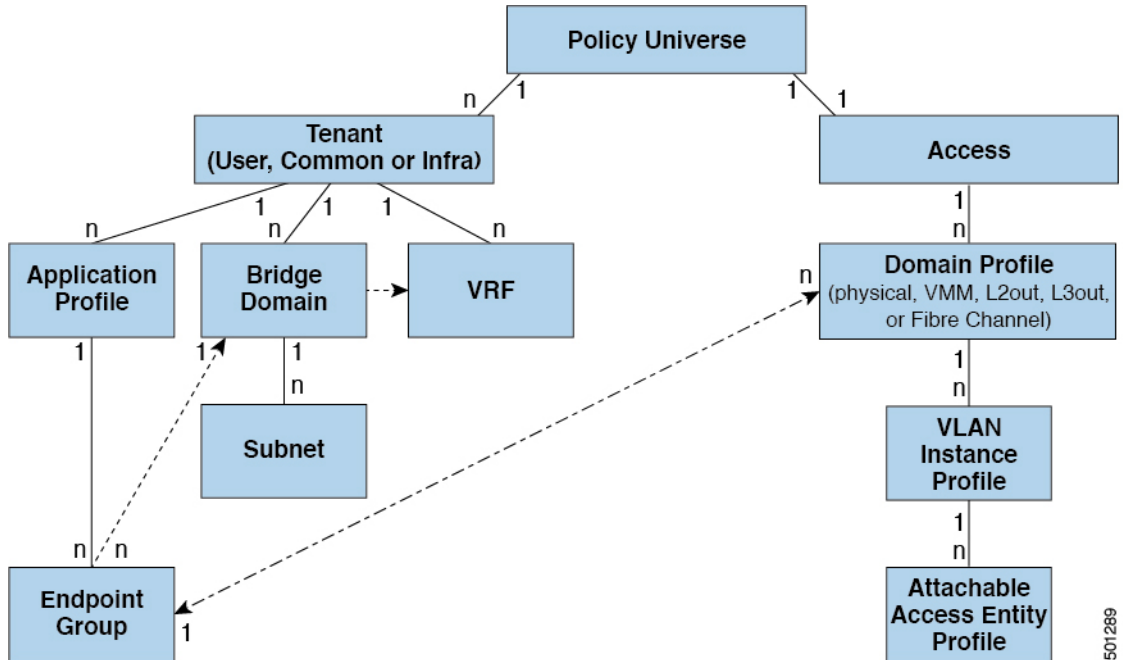 Policy Universe
1
1
n
1
Tenant
(User, Common or Infra)
Access
1
1
1
1
n
n
n
n
Application
Profile
Bridge
Domain
VRF
n
Domain Profile
(physical, VMM, L2out, L3out,
or Fibre Channel)
1
1
1
1
n
n
Subnet
VLAN
Instance
Profile
1
n
n
n
Endpoint
Group
1
Attachable
Access Entity
Profile
501289